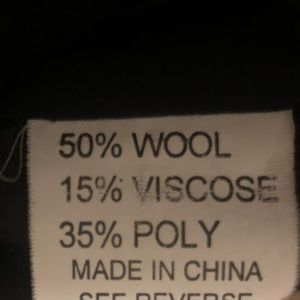 50% WOOL
15% VISCOSE
35% POLY
MADE IN CHINA
SEE REVERSE